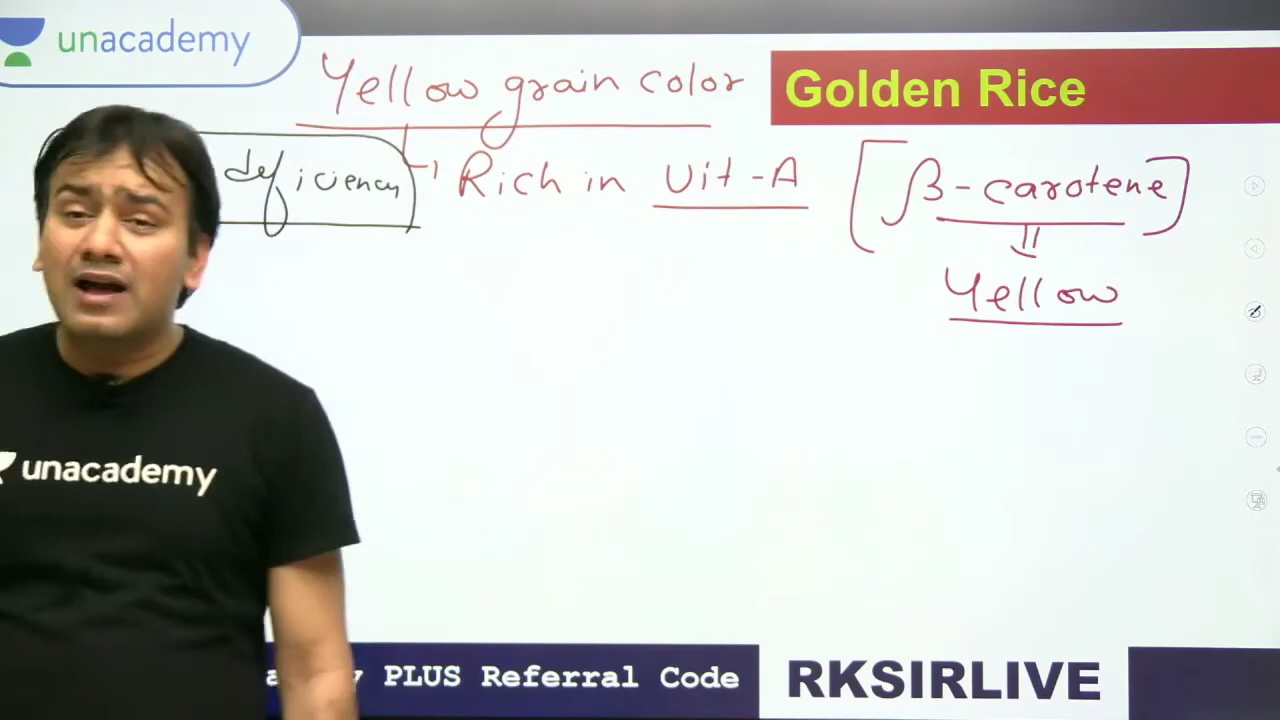 unacademy
Yellow grain color
Golden Rice
deficiency
Rich in Vit-A
[β-carotene]
Yellow
unacademy
y PLUS Referral Code
RKSIRLIVE